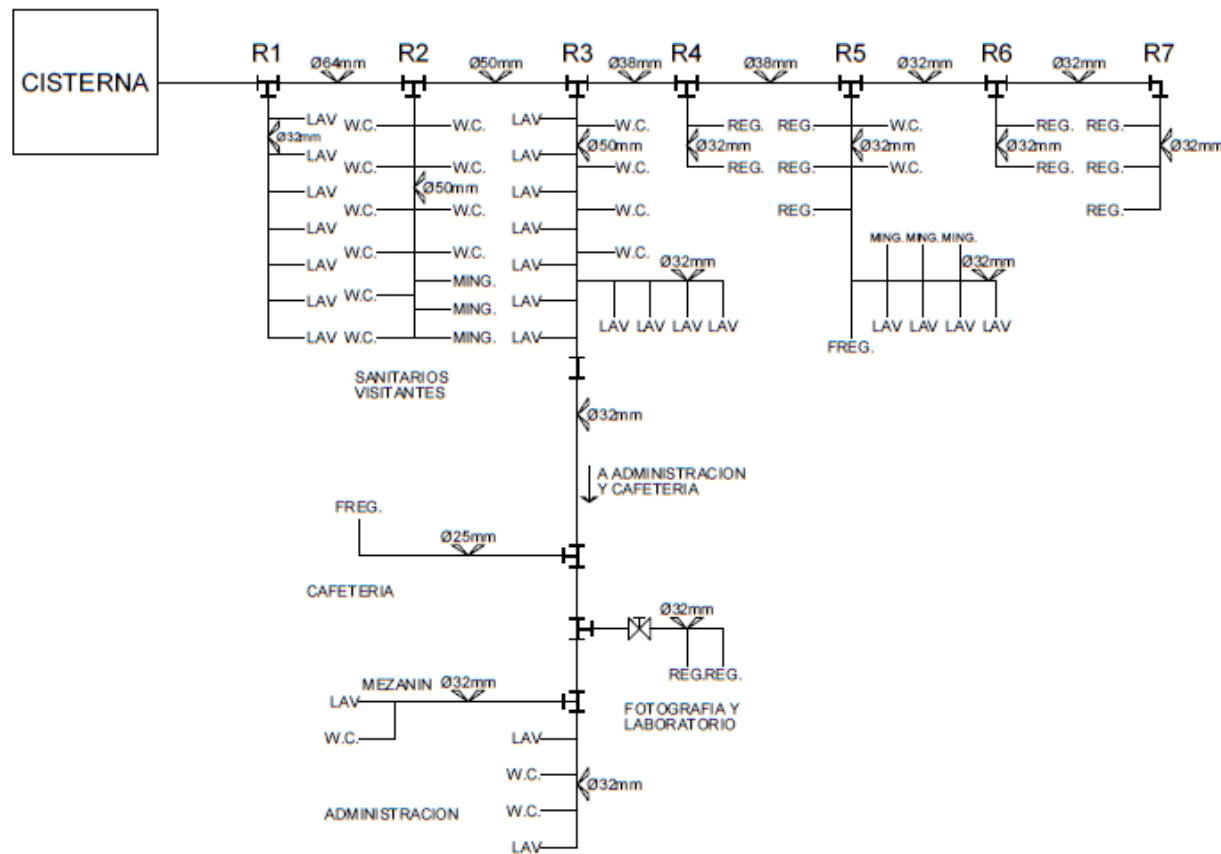 R1 Ø64mm R2 Ø50mm R3 Ø38mm R4 Ø38mm R5 Ø32mm R6 Ø32mm R7
CISTERNA
LAV LAV
W.C. W.C. W.C. REG. REG. W.C. REG. REG.
Ø32mm Ø50mm Ø32mm Ø32mm Ø32mm Ø32mm
LAV LAV
W.C. W.C. W.C. REG. REG. W.C. REG. REG.
LAV Ø50mm LAV
W.C. W.C. W.C. REG. REG.
LAV LAV
MING. MING. MING.
W.C. W.C. W.C.
LAV LAV Ø32mm Ø32mm
MING.
W.C.
LAV LAV
MING.
LAV LAV LAV LAV LAV LAV LAV LAV
LAV W.C. MING. LAV
FREG.
SANITARIOS
VISITANTES
Ø32mm
A ADMINISTRACION
Y CAFETERIA
FREG.
Ø25mm
CAFETERIA
Ø32mm
REG. REG.
MEZANIN Ø32mm
LAV
FOTOGRAFIA Y
LABORATORIO
W.C. LAV
W.C.
Ø32mm
W.C.
ADMINISTRACION
LAV